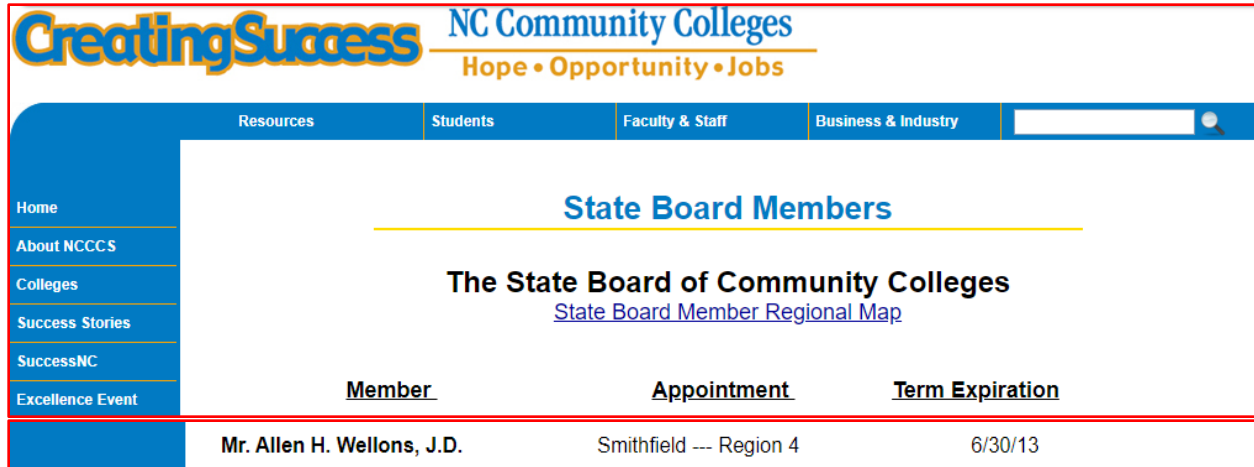 CreatingSuccess
NC Community Colleges
Hope • Opportunity • Jobs
Resources Students Faculty & Staff Business & Industry
Home
State Board Members
About NCCCS
Colleges
The State Board of Community Colleges
State Board Member Regional Map
Success Stories
SuccessNC
Excellence Event
Member Appointment Term Expiration
Mr. Allen H. Wellons, J.D. Smithfield --- Region 4 6/30/13